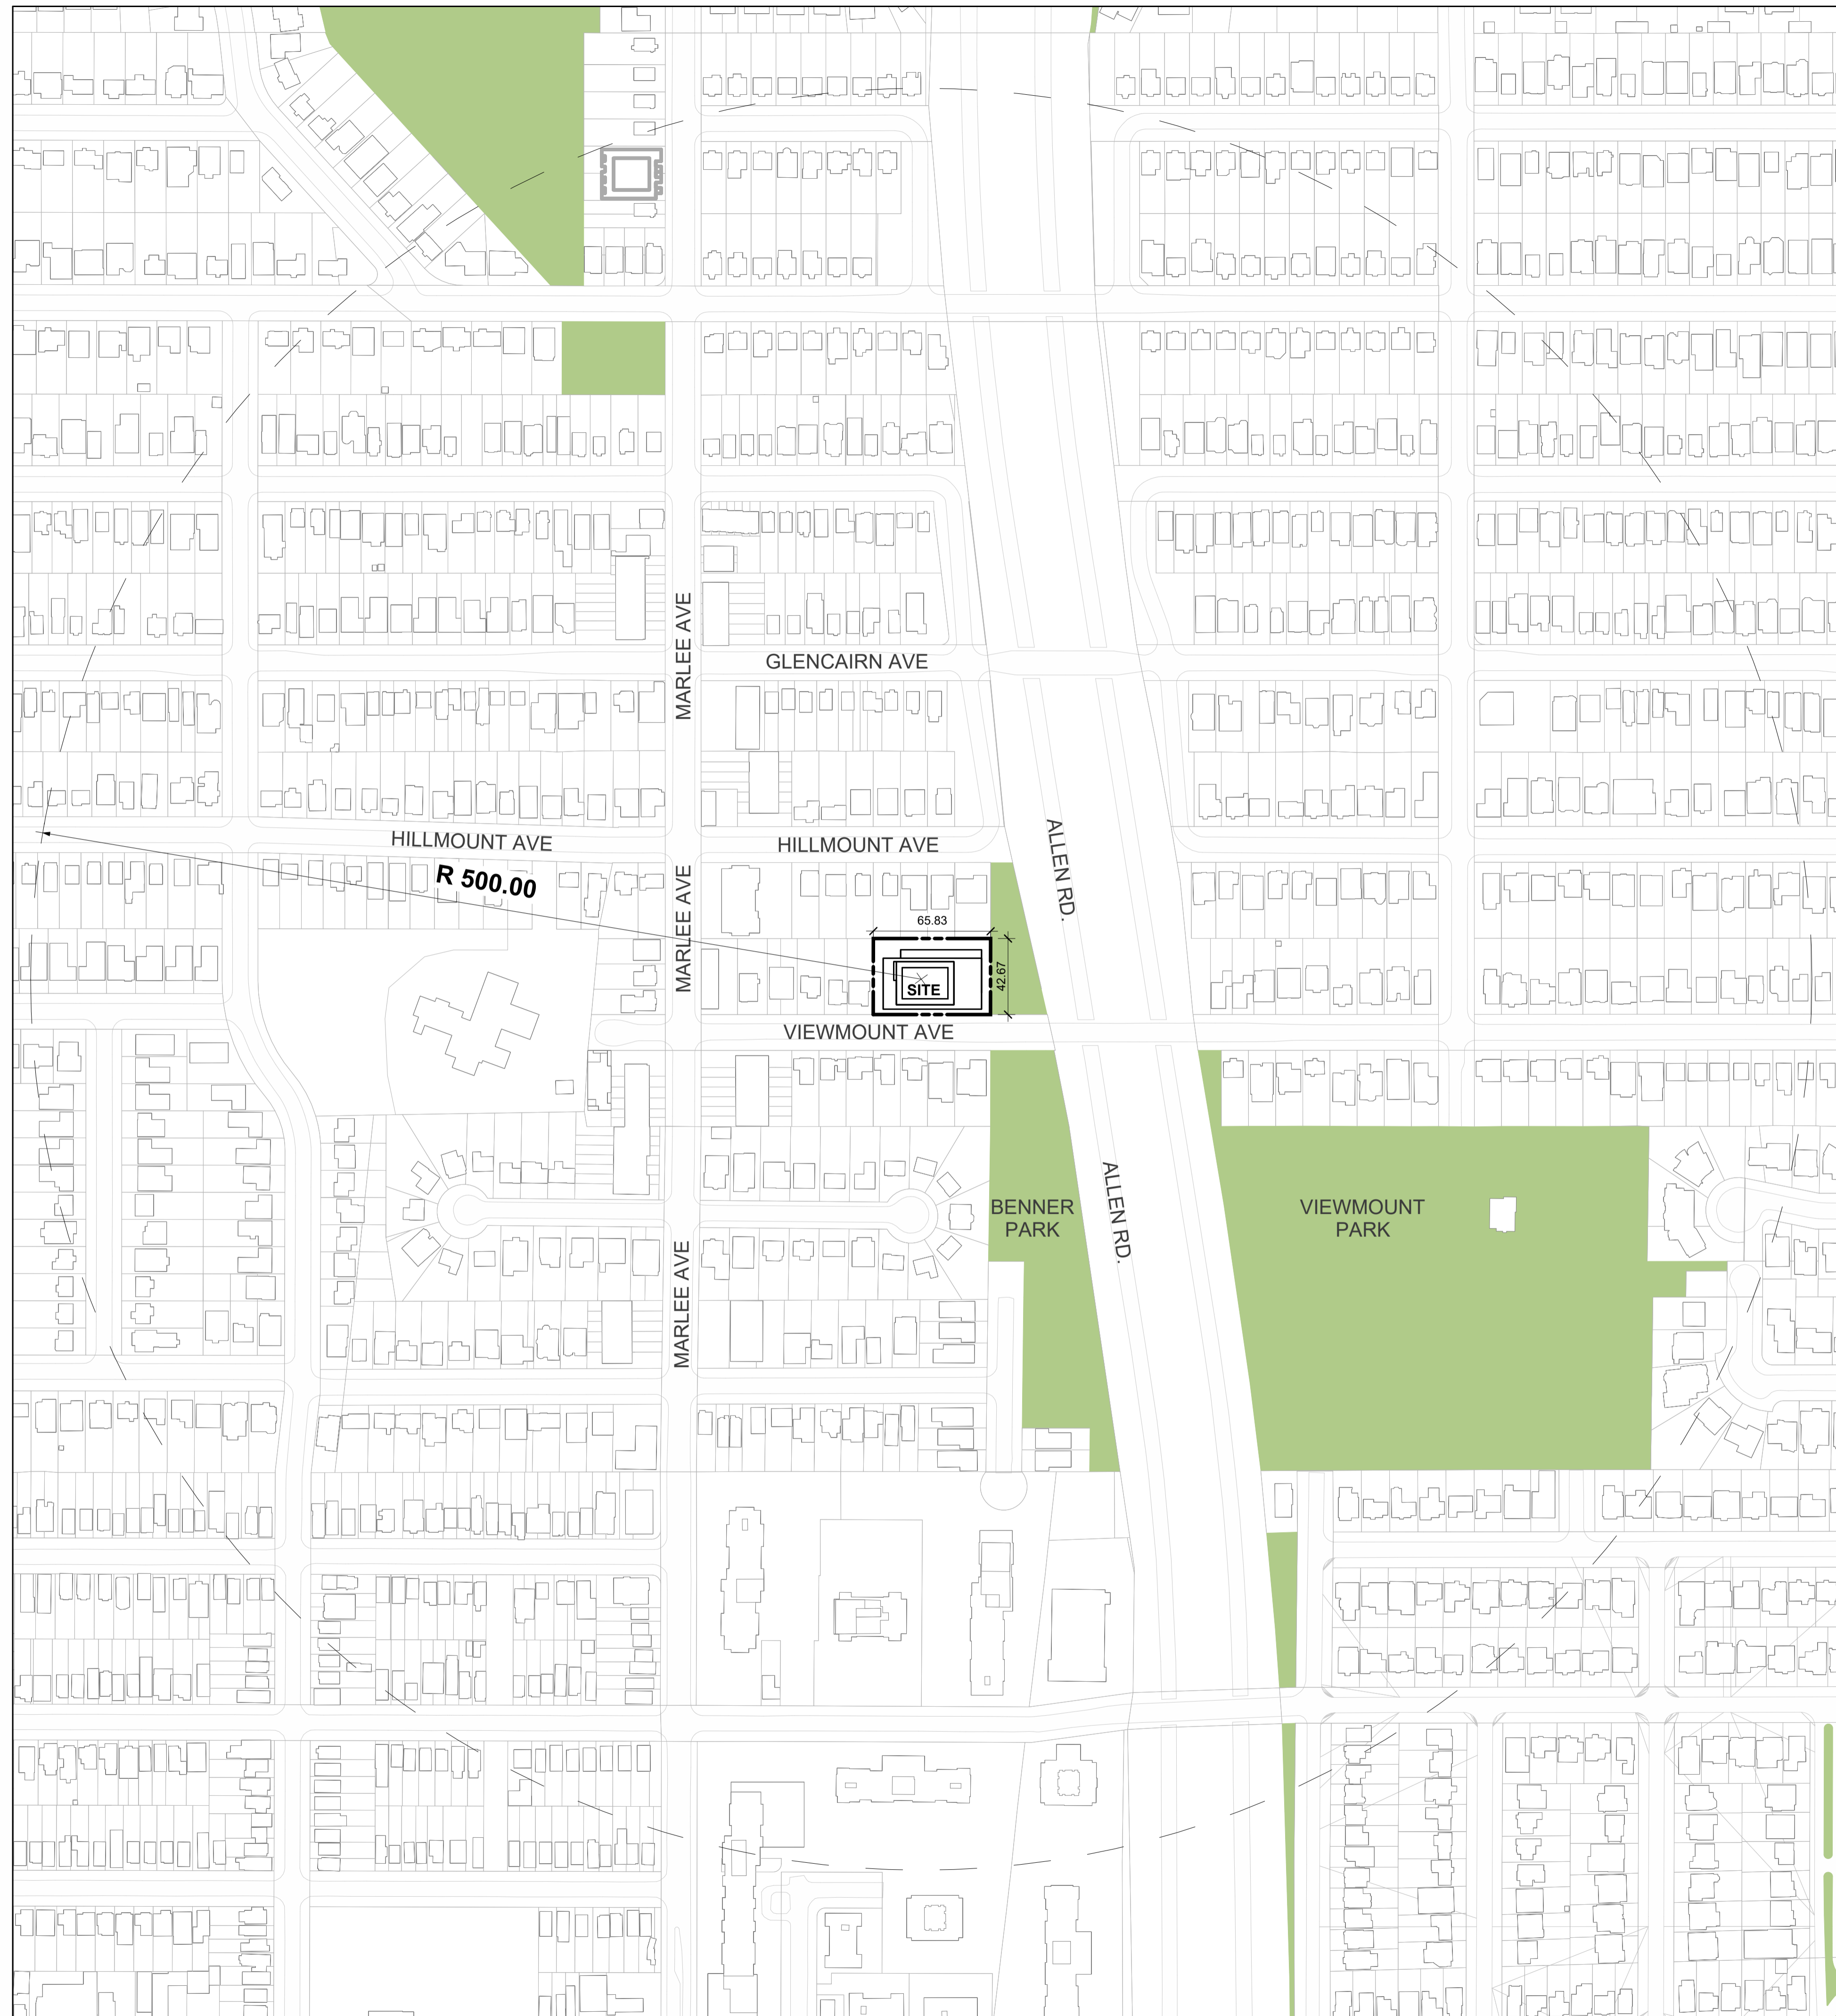 MARLEE AVE
GLENCAIRN AVE
HILLMOUNT AVE
HILLMOUNT AVE
ALLEN RD.
R 500.00
MARLEE AVE
65.83
42.67
SITE
VIEWMOUNT AVE
BENNER
PARK
ALLEN RD.
VIEWMOUNT
PARK
MARLEE AVE